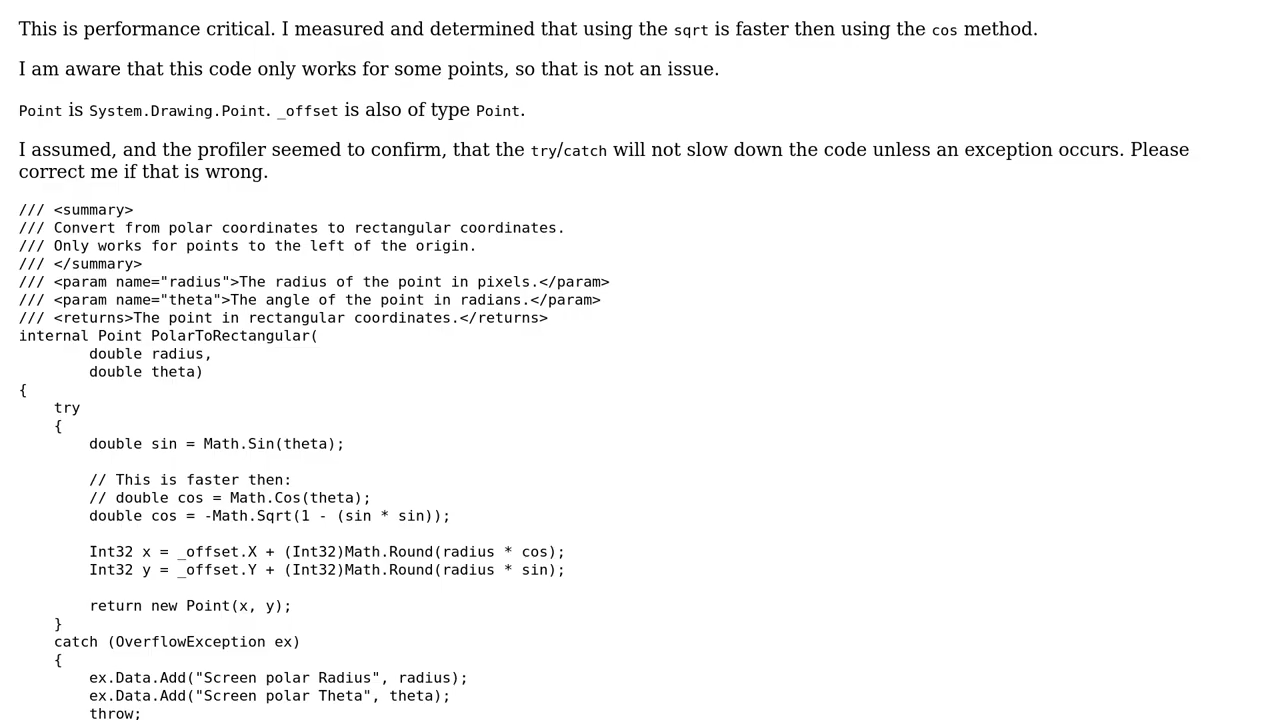 This is performance critical. I measured and determined that using the sqrt is faster then using the cos method.
I am aware that this code only works for some points, so that is not an issue.
Point is System.Drawing.Point. _offset is also of type Point.
I assumed, and the profiler seemed to confirm, that the try/catch will not slow down the code unless an exception occurs. Please
correct me if that is wrong.
/// <summary>
/// Convert from polar coordinates to rectangular coordinates.
/// Only works for points to the left of the origin.
/// </summary>
/// <param name="radius">The radius of the point in pixels.</param>
/// <param name="theta">The angle of the point in radians.</param>
/// <returns>The point in rectangular coordinates.</returns>
internal Point PolarToRectangular(
        double radius,
        double theta)
{
    try
    {
        double sin = Math.Sin(theta);
        // This is faster then:
        // double cos = Math.Cos(theta);
        double cos = -Math.Sqrt(1 - (sin * sin));
        Int32 x = _offset.X + (Int32)Math.Round(radius * cos);
        Int32 y = _offset.Y + (Int32)Math.Round(radius * sin);
        return new Point(x, y);
    }
    catch (OverflowException ex)
    {
        ex.Data.Add("Screen polar Radius", radius);
        ex.Data.Add("Screen polar Theta", theta);
        throw;